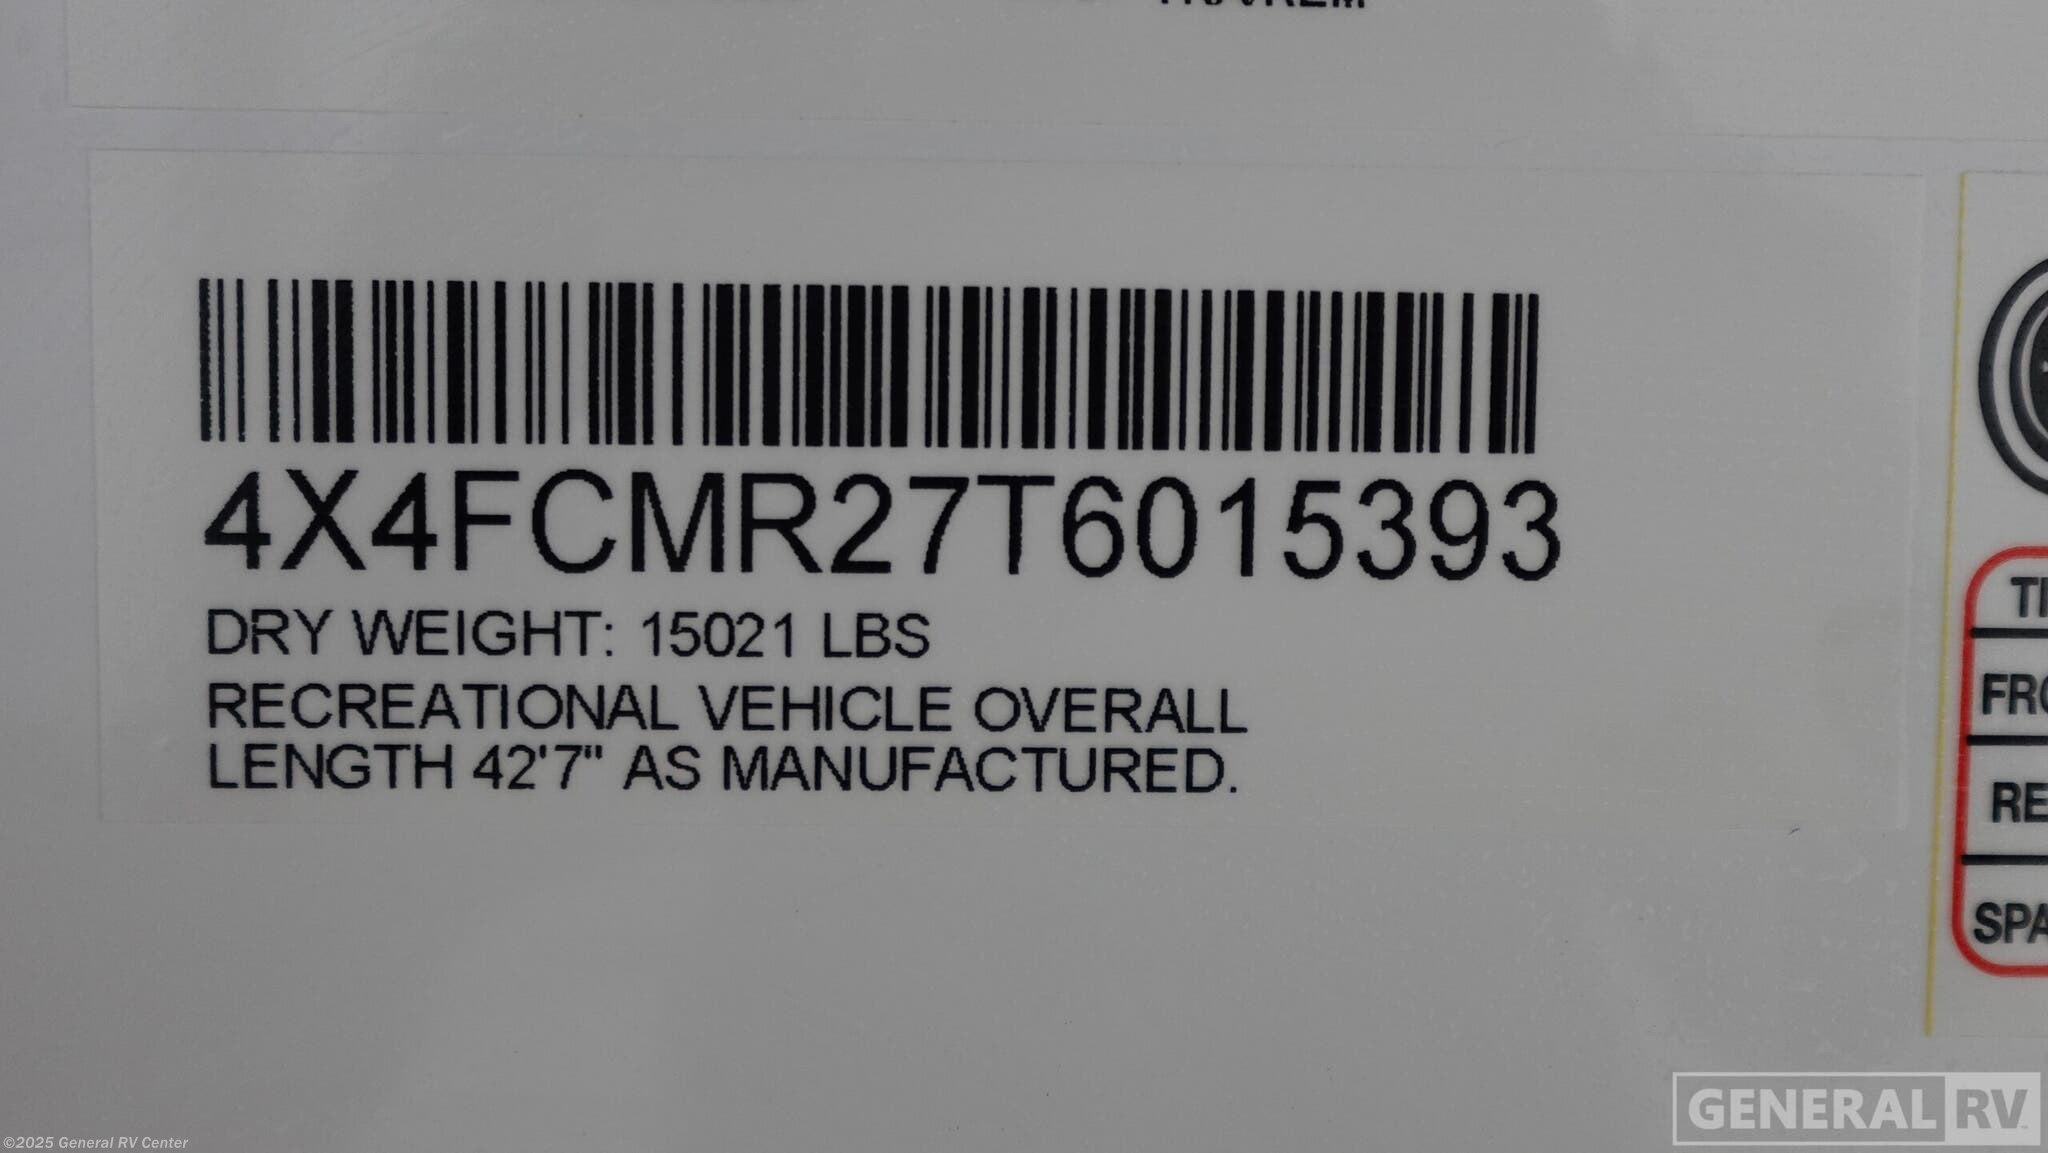 4X4FCMR27T6015393
DRY WEIGHT: 15021 LBS
RECREATIONAL VEHICLE OVERALL
LENGTH 42'7" AS MANUFACTURED.
GENERAL RV
©2025 General RV Center